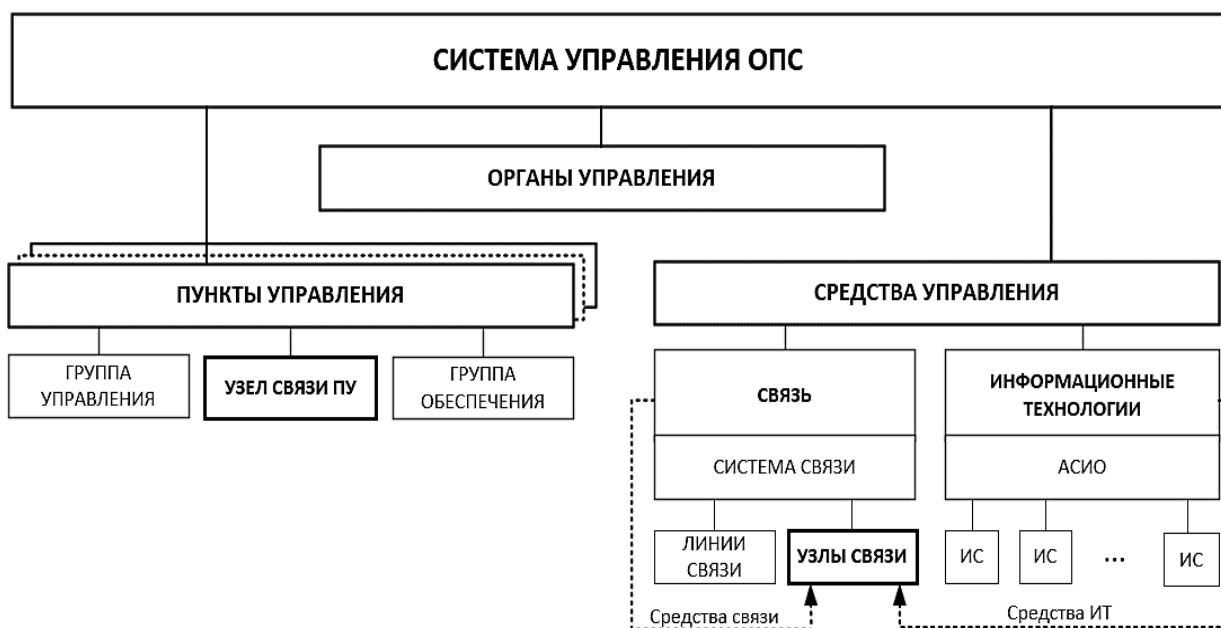 СИСТЕМА УПРАВЛЕНИЯ ОПС
ОРГАНЫ УПРАВЛЕНИЯ
ПУНКТЫ УПРАВЛЕНИЯ
ГРУППА
УПРАВЛЕНИЯ
УЗЕЛ СВЯЗИ ПУ
ГРУППА
ОБЕСПЕЧЕНИЯ
СРЕДСТВА УПРАВЛЕНИЯ
СВЯЗЬ
СИСТЕМА СВЯЗИ
ЛИНИИ
СВЯЗИ
УЗЛЫ СВЯЗИ
ИНФОРМАЦИОННЫЕ
ТЕХНОЛОГИИ
АСИО
ИС
ИС
...
ИС
Средства связи
Средства ИТ